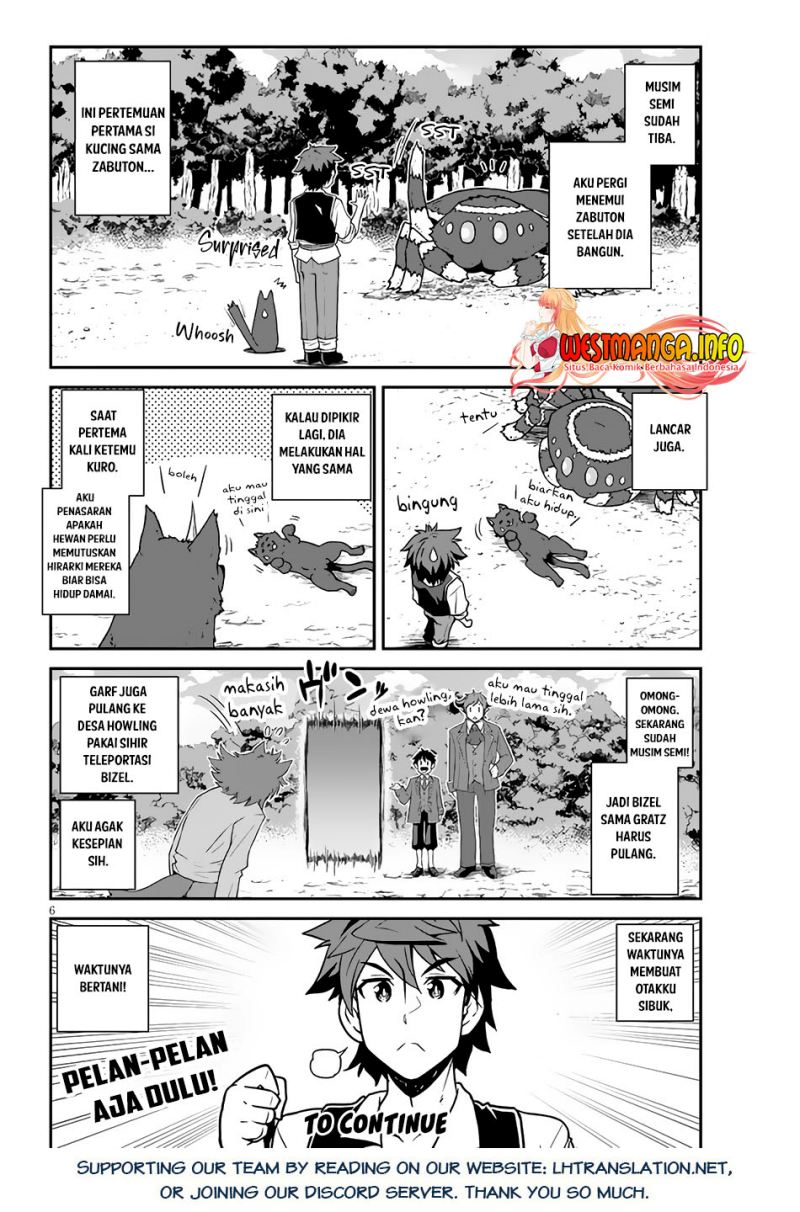 MUSIM
SEMI
SUDAH
TIBA.
AKU PERGI
MENEMUI
ZABUTON
SETELAH DIA
BANGUN.
SST
SST
INI PERTEMUAN
PERTAMA SI
KUCING SAMA
ZABUTON...
Surprised
Whoosh
WESTMANGA.INFO
Situs Baca Komik Berbahasa Indonesia
LANCAR
JUGA.
tentu
biarkan
aku hidup,
bingung
KALAU DIPIKIR
LAGI, DIA
MELAKUKAN HAL
YANG SAMA
SAAT
PERTEMA
KALI KETEMU
KURO.
boleh
aku mau
tinggal
di sini
AKU
PENASARAN
APAKAH
HEWAN PERLU
MEMUTUSKAN
HIRARKI MEREKA
BIAR BISA
HIDUP DAMAI.
OMONG-
OMONG.
SEKARANG
SUDAH
MUSIM SEMI!
JADI BIZEL
SAMA GRATZ
HARUS
PULANG.
aku mau tinggal
lebih lama sih.
dewa howling,
kan?
ヴンッ
makasih
banyak
GARF JUGA
PULANG KE
DESA HOWLING
PAKAI SIHIR
TELEPORTASI
BIZEL.
AKU AGAK
KESEPIAN
SIH.
6
SEKARANG
WAKTUNYA
MEMBUAT
OTAKKU
SIBUK.
WAKTUNYA
BERTANI!
PELAN-PELAN
AJA DULU!
TO CONTINUE
SUPPORTING OUR TEAM BY READING ON OUR WEBSITE: LHTRANSLATION.NET,
OR JOINING OUR DISCORD SERVER. THANK YOU SO MUCH.